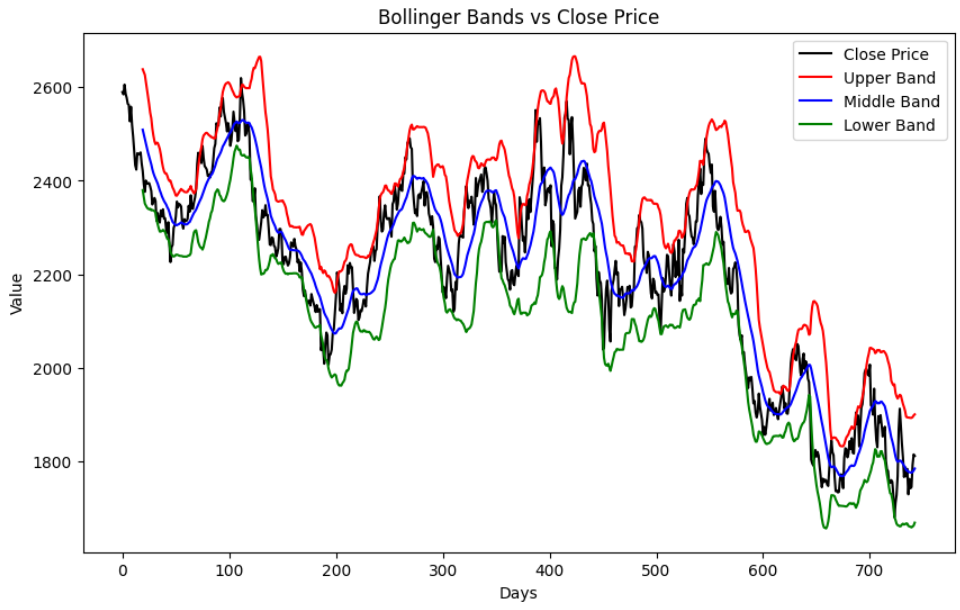 Bollinger Bands vs Close Price
Close Price
Upper Band
Middle Band
Lower Band
Value
2600
2400
2200
2000
1800
0
100
200
300
400
500
600
700
Days